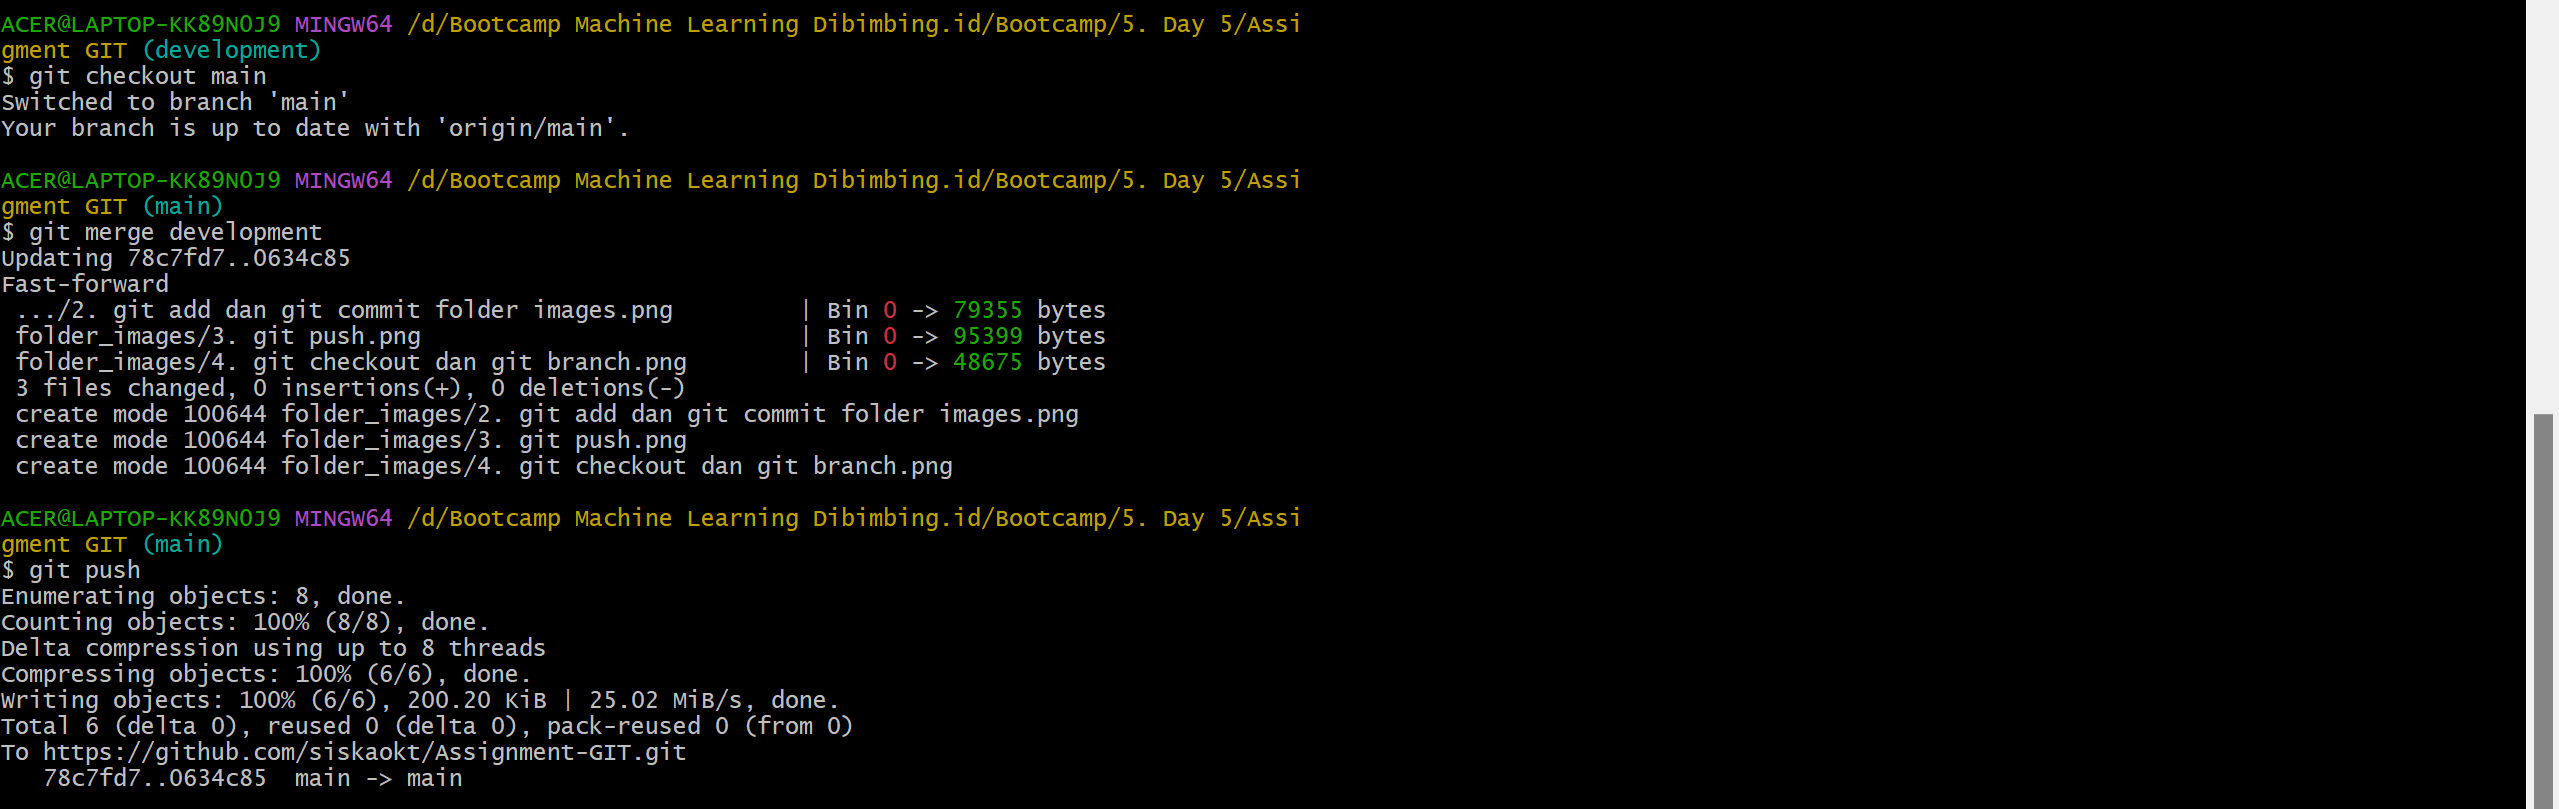 ACER@LAPTOP-KK89NOJ9 MINGW64 /d/Bootcamp Machine Learning Dibimbing.id/Bootcamp/5. Day 5/Assi
gment GIT (development)
$ git checkout main
Switched to branch 'main'
Your branch is up to date with 'origin/main'.
ACER@LAPTOP-KK89NOJ9 MINGW64 /d/Bootcamp Machine Learning Dibimbing.id/Bootcamp/5. Day 5/Assi
gment GIT (main)
$ git merge development
Updating 78c7fd7..0634c85
Fast-forward
 .../2. git add dan git commit folder images.png         | Bin 0 -> 79355 bytes
 folder_images/3. git push.png                           | Bin 0 -> 95399 bytes
 folder_images/4. git checkout dan git branch.png        | Bin 0 -> 48675 bytes
 3 files changed, 0 insertions(+), 0 deletions(-)
 create mode 100644 folder_images/2. git add dan git commit folder images.png
 create mode 100644 folder_images/3. git push.png
 create mode 100644 folder_images/4. git checkout dan git branch.png
ACER@LAPTOP-KK89NOJ9 MINGW64 /d/Bootcamp Machine Learning Dibimbing.id/Bootcamp/5. Day 5/Assi
gment GIT (main)
$ git push
Enumerating objects: 8, done.
Counting objects: 100% (8/8), done.
Delta compression using up to 8 threads
Compressing objects: 100% (6/6), done.
Writing objects: 100% (6/6), 200.20 KiB | 25.02 MiB/s, done.
Total 6 (delta 0), reused 0 (delta 0), pack-reused 0 (from 0)
To https://github.com/siskaokt/Assignment-GIT.git
   78c7fd7..0634c85  main -> main